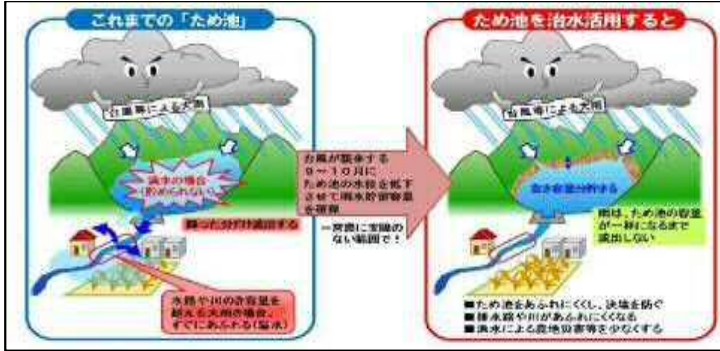 これまでの「ため池」
台風等による大雨
満水の場合
(貯められない)
降った分だけ流出する
水路や川の許容量を
超える大雨の場合、
すぐにあふれる(溢水)
台風が襲来する
9〜10月に
ため池の水位を低下
させて雨水貯留容量
を確保
ー営農に支障の
ない範囲で!
ため池を治水活用すると
台風等による大雨
空き容量分貯留する
雨は、ため池の容量
が一杯になるまで
流出しない
■ため池をあふれにくくし、決壊を防ぐ
■排水路や川があふれにくくなる
■湛水による農地災害等を少なくする